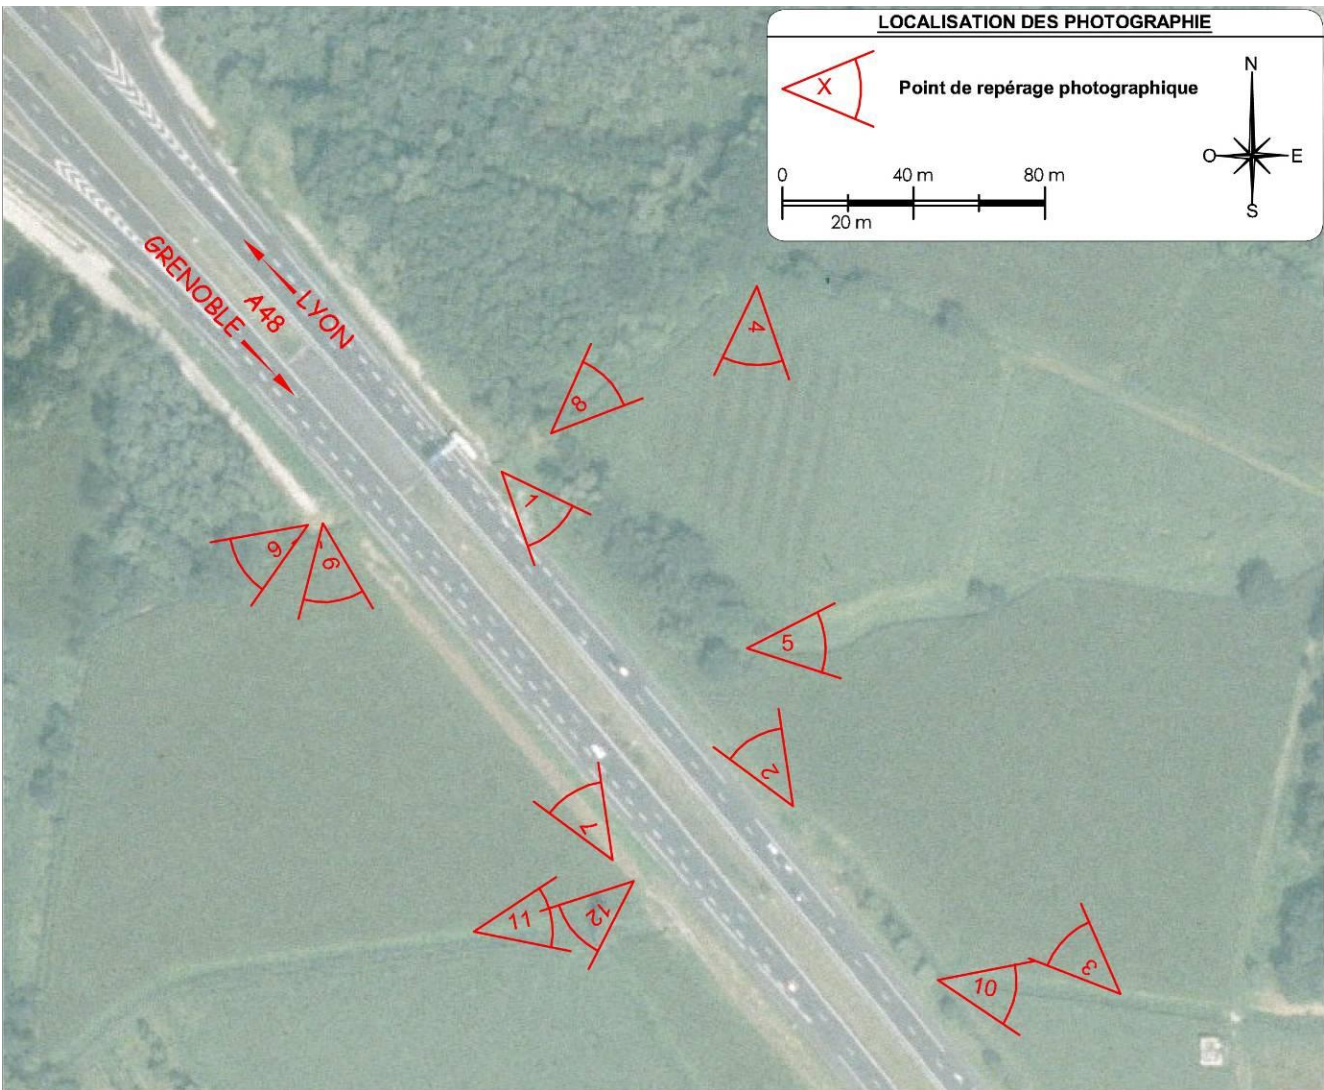 LOCALISATION DES PHOTOGRAPHIE
X
Point de repérage photographique
N
O
E
S
0
40 m
80 m
20 m
GRENOBLE
A48
LYON
4
8
1
9
6
5
2
7
11
12
3
10